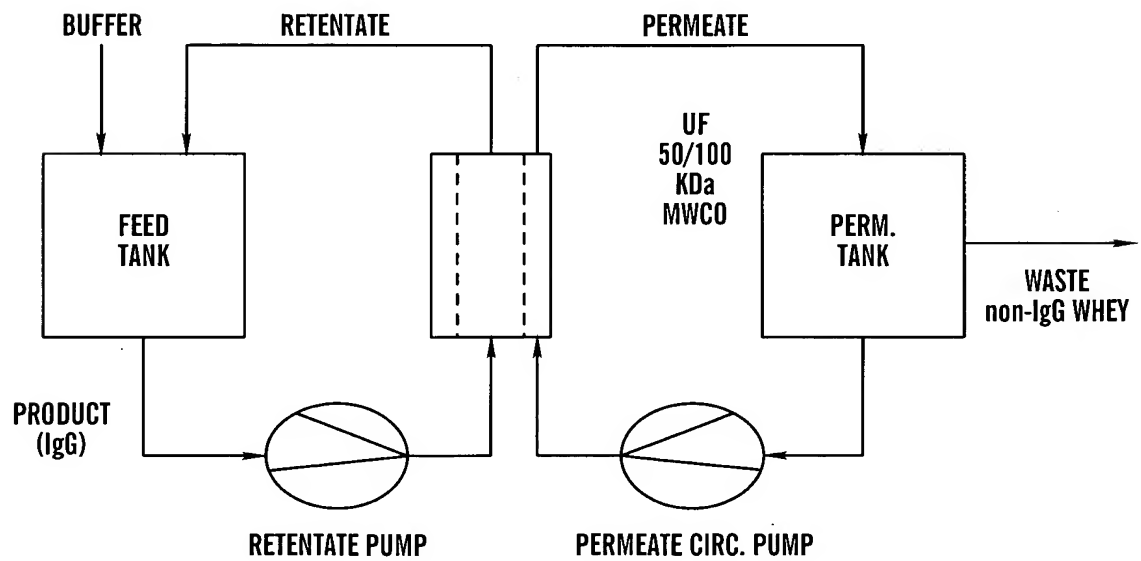 BUFFER
RETENTATE
PERMEATE
UF
50/100
KDa
MWCO
FEED
TANK
PERM.
TANK
WASTE
non-IgG WHEY
PRODUCT
(IgG)
RETENTATE PUMP
PERMEATE CIRC. PUMP